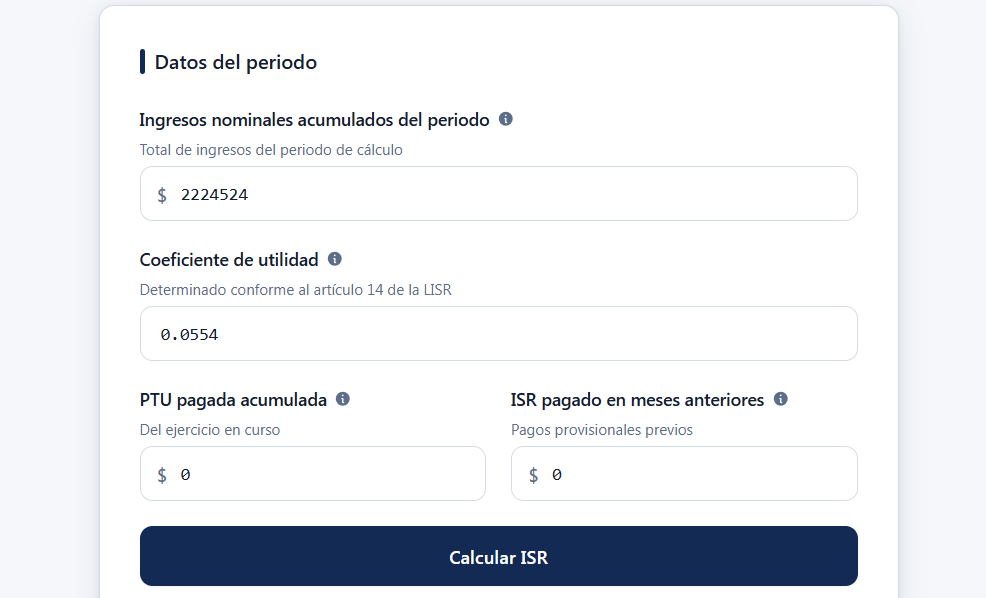 Datos del periodo
Ingresos nominales acumulados del periodo
Total de ingresos del periodo de cálculo
$ 2224524
Coeficiente de utilidad
Determinado conforme al artículo 14 de la LISR
0.0554
PTU pagada acumulada
Del ejercicio en curso
$ 0
ISR pagado en meses anteriores
Pagos provisionales previos
$ 0
Calcular ISR